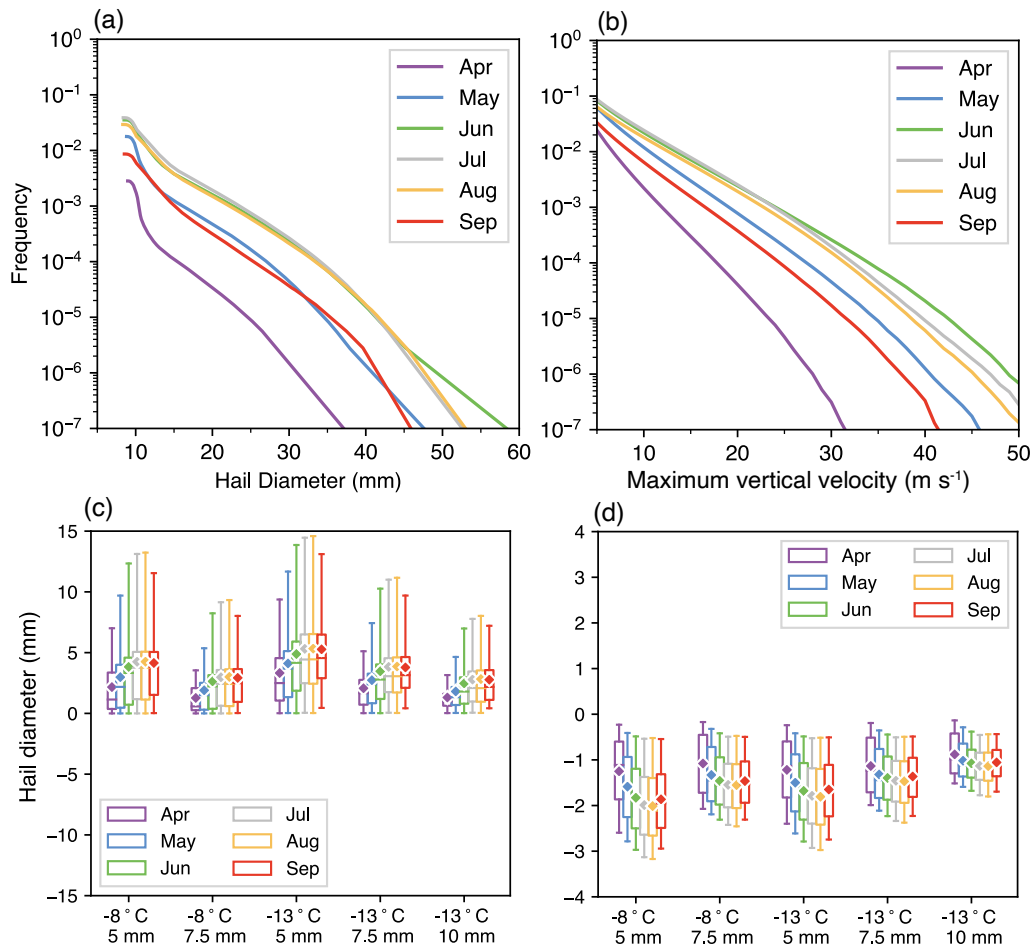 (a)
10⁰
10⁻¹
10⁻²
10⁻³
10⁻⁴
10⁻⁵
10⁻⁶
10⁻⁷
Frequency
Apr
May
Jun
Jul
Aug
Sep
10 20 30 40 50 60
Hail Diameter (mm)
(b)
10⁰
10⁻¹
10⁻²
10⁻³
10⁻⁴
10⁻⁵
10⁻⁶
10⁻⁷
Apr
May
Jun
Jul
Aug
Sep
10 20 30 40 50
Maximum vertical velocity (m s⁻¹)
(c)
15
10
5
0
−5
−10
−15
Hail diameter (mm)
Apr Jul
May Aug
Jun Sep
-8°C -8°C -13°C -13°C -13°C
5 mm 7.5 mm 5 mm 7.5 mm 10 mm
(d)
4
3
2
1
0
−1
−2
−3
−4
Apr Jul
May Aug
Jun Sep
-8°C -8°C -13°C -13°C -13°C
5 mm 7.5 mm 5 mm 7.5 mm 10 mm